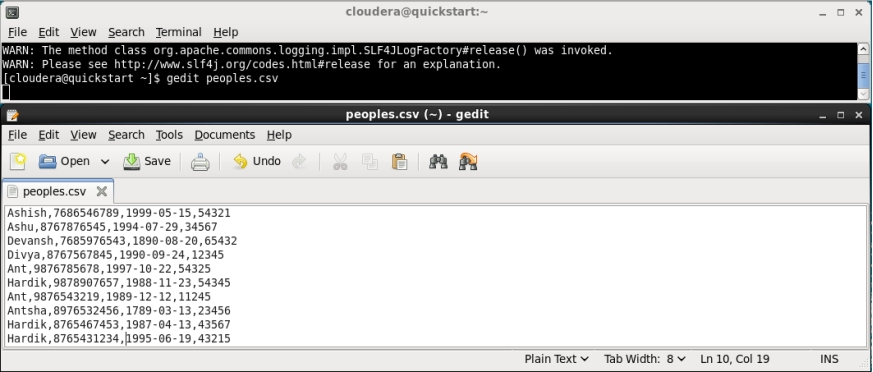 cloudera@quickstart:~
File Edit View Search Terminal Help
WARN: The method class org.apache.commons.logging.impl.SLF4JLogFactory#release() was invoked.
WARN: Please see http://www.slf4j.org/codes.html#release for an explanation.
[cloudera@quickstart ~]$ gedit peoples.csv
peoples.csv (~) - gedit
File Edit View Search Tools Documents Help
Open Save Undo
peoples.csv
Ashish,7686546789,1999-05-15,54321
Ashu,8767876545,1994-07-29,34567
Devansh,7685976543,1890-08-20,65432
Divya,8767567845,1990-09-24,12345
Ant,9876785678,1997-10-22,54325
Hardik,9878907657,1988-11-23,54345
Ant,9876543219,1989-12-12,11245
Antsha,8976532456,1789-03-13,23456
Hardik,8765467453,1987-04-13,43567
Hardik,8765431234,1995-06-19,43215
Plain Text Tab Width: 8 Ln 10, Col 19 INS